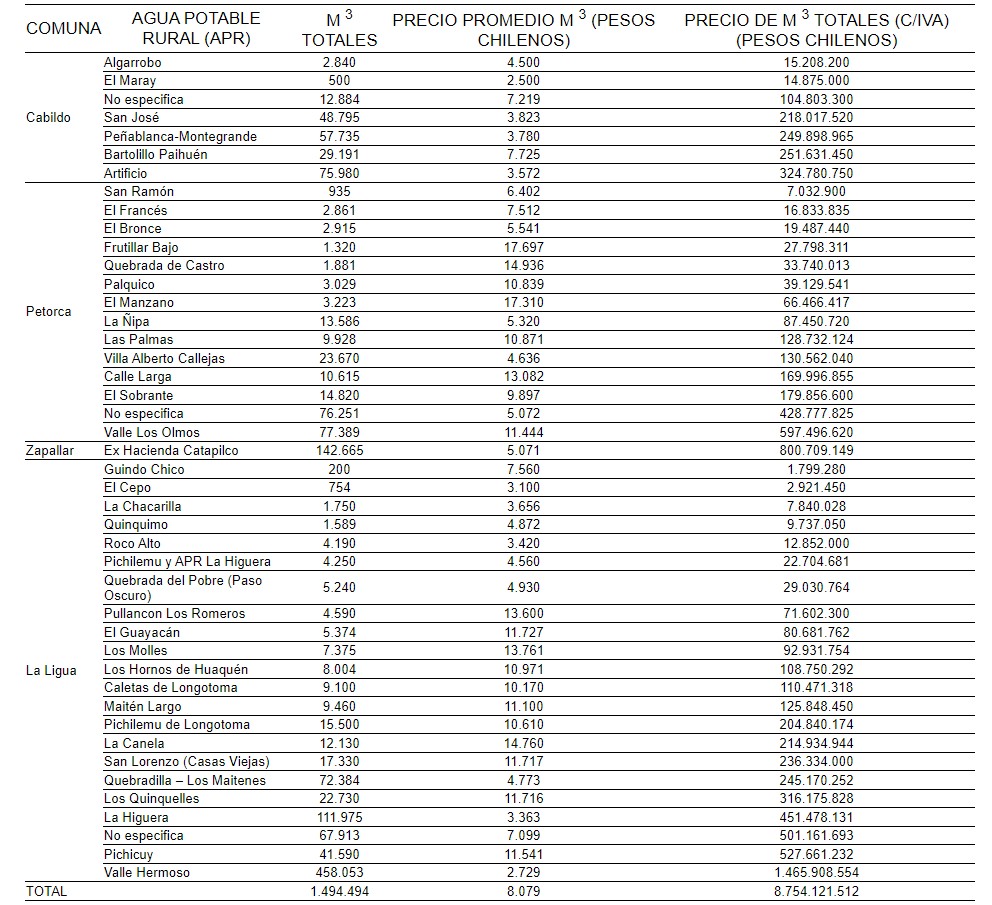 COMUNA AGUA POTABLE RURAL (APR) M 3 TOTALES PRECIO PROMEDIO M 3 (PESOS CHILENOS) PRECIO DE M 3 TOTALES (C/IVA) (PESOS CHILENOS)
Algarrobo 2.840 4.500 15.208.200
El Maray 500 2.500 14.875.000
No especifica 12.884 7.219 104.803.300
Cabildo San José 48.795 3.823 218.017.520
Peñablanca-Montegrande 57.735 3.780 249.898.965
Bartolillo Paihuén 29.191 7.725 251.631.450
Artificio 75.980 3.572 324.780.750
San Ramón 935 6.402 7.032.900
El Francés 2.861 7.512 16.833.835
El Bronce 2.915 5.541 19.487.440
Frutillar Bajo 1.320 17.697 27.798.311
Quebrada de Castro 1.881 14.936 33.740.013
Palquico 3.029 10.839 39.129.541
El Manzano 3.223 17.310 66.466.417
Petorca
La Ñipa 13.586 5.320 87.450.720
Las Palmas 9.928 10.871 128.732.124
Villa Alberto Callejas 23.670 4.636 130.562.040
Calle Larga 10.615 13.082 169.996.855
El Sobrante 14.820 9.897 179.856.600
No especifica 76.251 5.072 428.777.825
Valle Los Olmos 77.389 11.444 597.496.620
Zapallar Ex Hacienda Catapilco 142.665 5.071 800.709.149
Guindo Chico 200 7.560 1.799.280
El Cepo 754 3.100 2.921.450
La Chacarilla 1.750 3.656 7.840.028
Quinquimo 1.589 4.872 9.737.050
Roco Alto 4.190 3.420 12.852.000
Pichilemu y APR La Higuera 4.250 4.560 22.704.681
Quebrada del Pobre (Paso Oscuro) 5.240 4.930 29.030.764
Pullancon Los Romeros 4.590 13.600 71.602.300
El Guayacán 5.374 11.727 80.681.762
Los Molles 7.375 13.761 92.931.754
La Ligua Los Hornos de Huaquén 8.004 10.971 108.750.292
Caletas de Longotoma 9.100 10.170 110.471.318
Maitén Largo 9.460 11.100 125.848.450
Pichilemu de Longotoma 15.500 10.610 204.840.174
La Canela 12.130 14.760 214.934.944
San Lorenzo (Casas Viejas) 17.330 11.717 236.334.000
Quebradilla – Los Maitenes 72.384 4.773 245.170.252
Los Quinquelles 22.730 11.716 316.175.828
La Higuera 111.975 3.363 451.478.131
No especifica 67.913 7.099 501.161.693
Pichicuy 41.590 11.541 527.661.232
Valle Hermoso 458.053 2.729 1.465.908.554
TOTAL 1.494.494 8.079 8.754.121.512